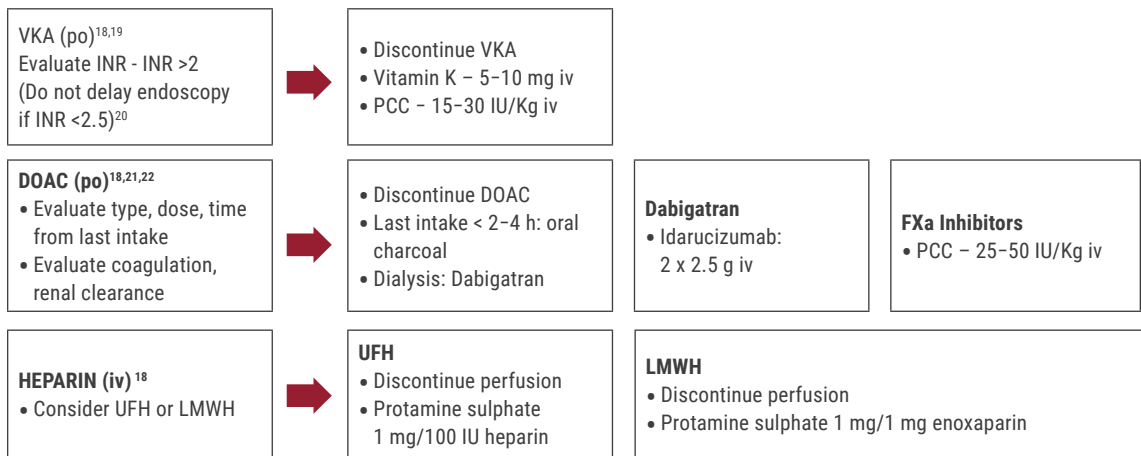 VKA (po)18,19
Evaluate INR - INR >2
(Do not delay endoscopy
if INR <2.5)20
• Discontinue VKA
• Vitamin K – 5–10 mg iv
• PCC – 15–30 IU/Kg iv
DOAC (po)18,21,22
• Evaluate type, dose, time
from last intake
• Evaluate coagulation,
renal clearance
• Discontinue DOAC
• Last intake < 2–4 h: oral
charcoal
• Dialysis: Dabigatran
Dabigatran
• Idarucizumab:
2 x 2.5 g iv
FXa Inhibitors
• PCC – 25–50 IU/Kg iv
HEPARIN (iv) 18
• Consider UFH or LMWH
UFH
• Discontinue perfusion
• Protamine sulphate
1 mg/100 IU heparin
LMWH
• Discontinue perfusion
• Protamine sulphate 1 mg/1 mg enoxaparin